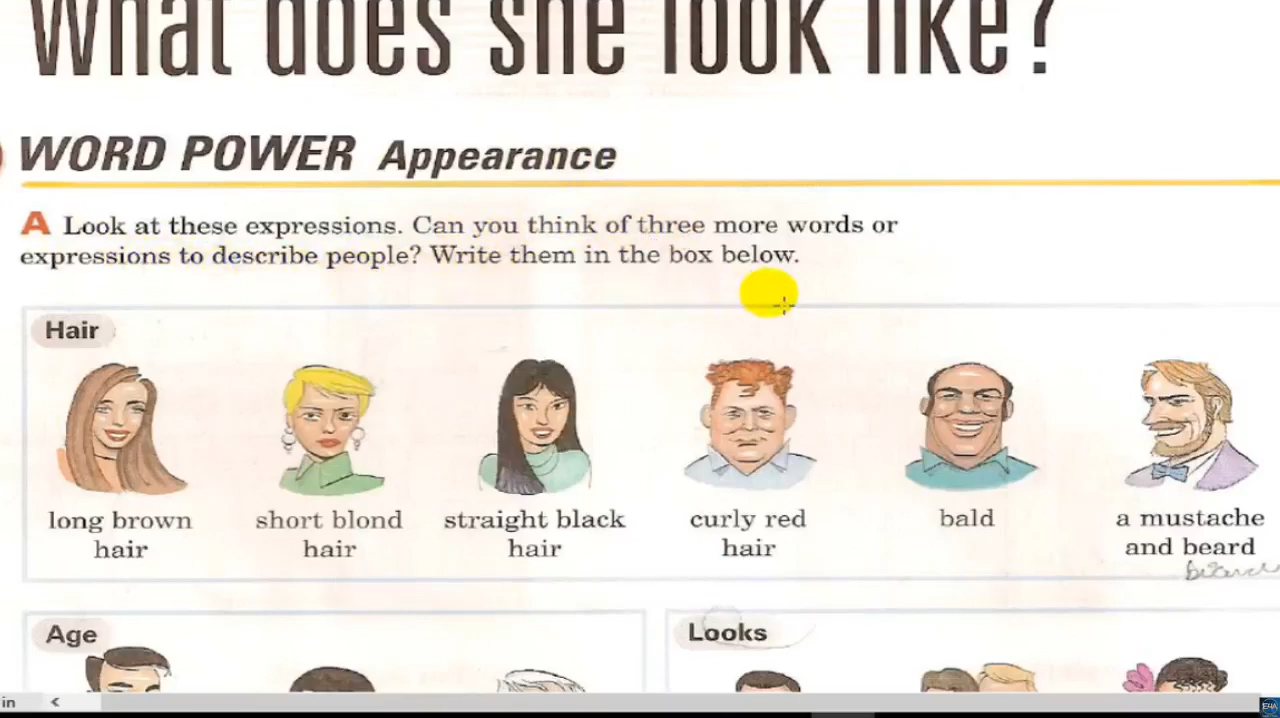 What does she look like?
WORD POWER Appearance
A Look at these expressions. Can you think of three more words or
expressions to describe people? Write them in the box below.
Hair
long brown
hair
short blond
hair
straight black
hair
curly red
hair
bald
a mustache
and beard
Age
Looks
in